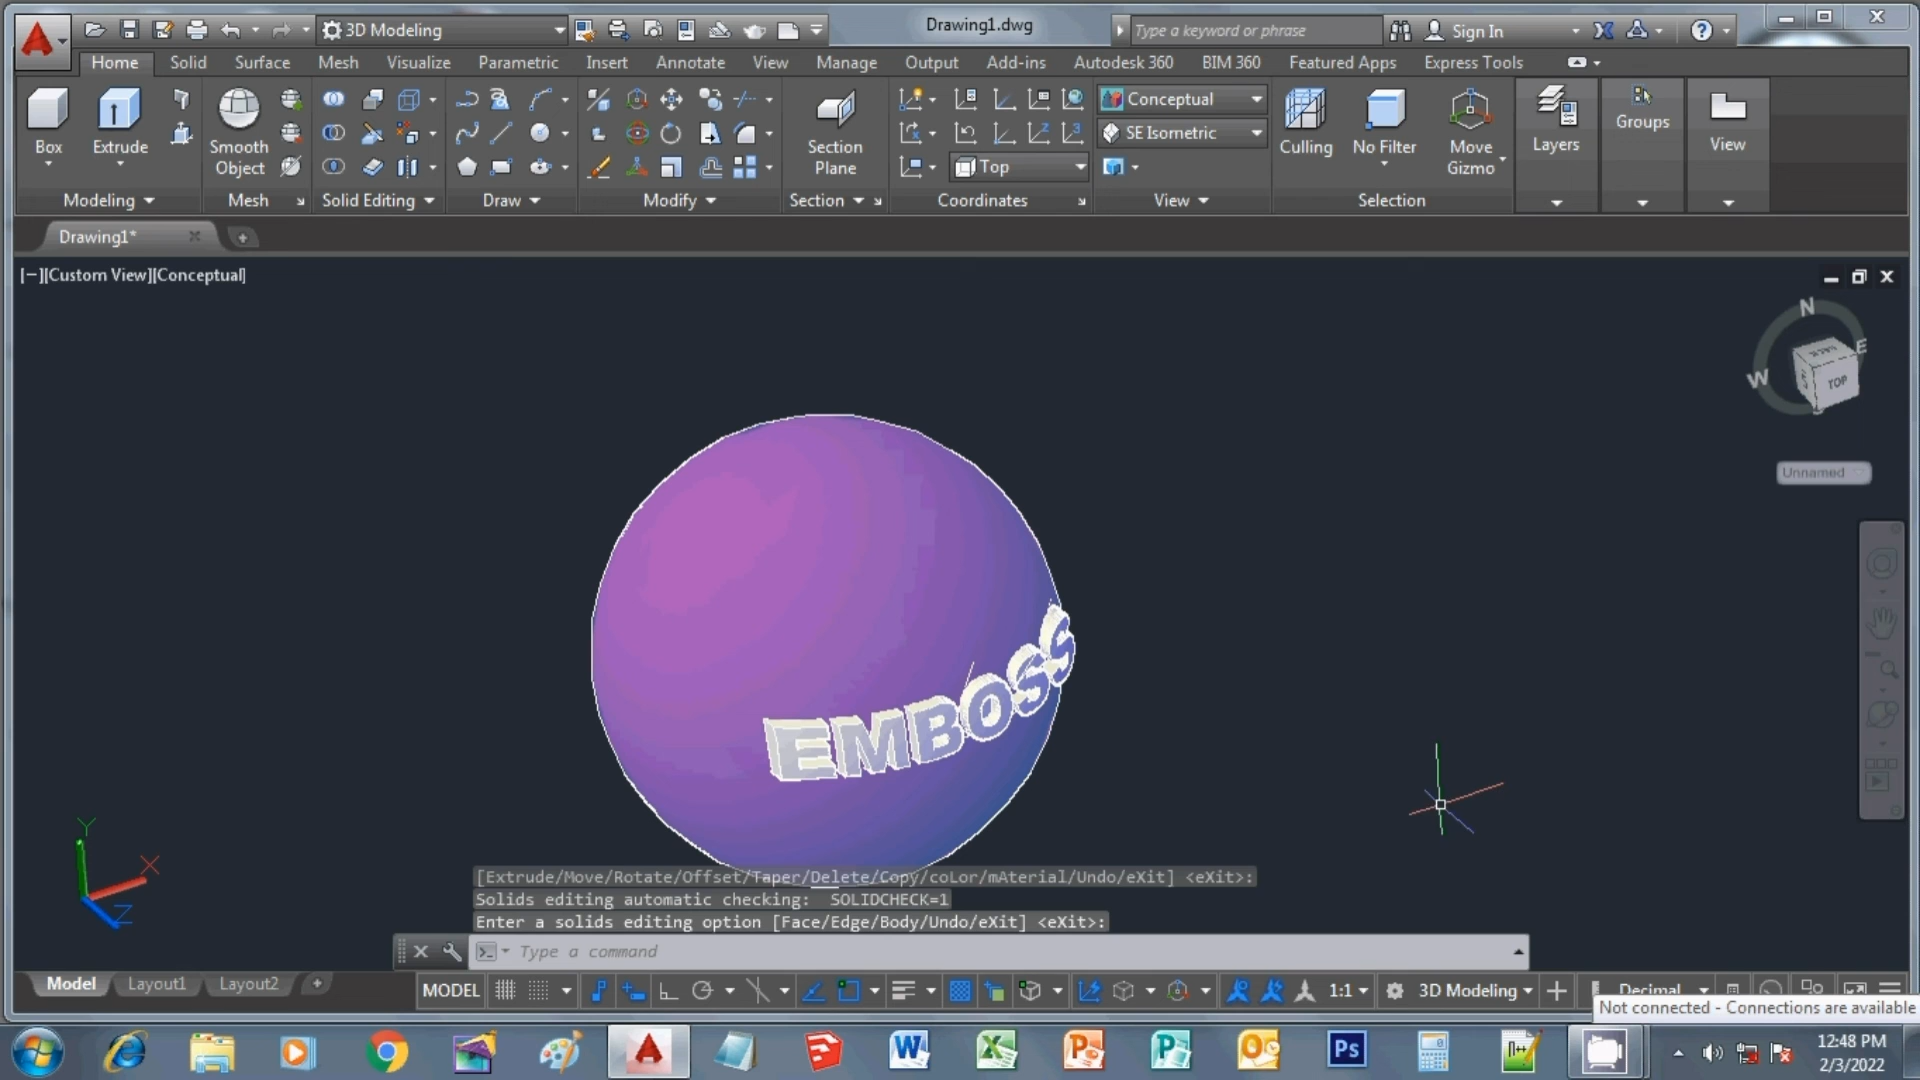 3D Modeling
Drawing1.dwg
Type a keyword or phrase
Sign In
Home Solid Surface Mesh Visualize Parametric Insert Annotate View Manage Output Add-ins Autodesk 360 BIM 360 Featured Apps Express Tools
Box
Extrude
Smooth Object
Section Plane
Top
Conceptual
SE Isometric
Culling
No Filter
Move Gizmo
Layers
Groups
View
Modeling Mesh Solid Editing Draw Modify Section Coordinates View Selection
Drawing1*
[−][Custom View][Conceptual]
N
E
W
TOP
Unnamed
EMBOSS
Y
X
Z
[Extrude/Move/Rotate/Offset/Taper/Delete/Copy/coLor/mAterial/Undo/eXit] <eXit>:
Solids editing automatic checking:  SOLIDCHECK=1
Enter a solids editing option [Face/Edge/Body/Undo/eXit] <eXit>:
Type a command
Model Layout1 Layout2
MODEL 1:1 3D Modeling Decimal
Not connected - Connections are available
Ps
12:48 PM
2/3/2022